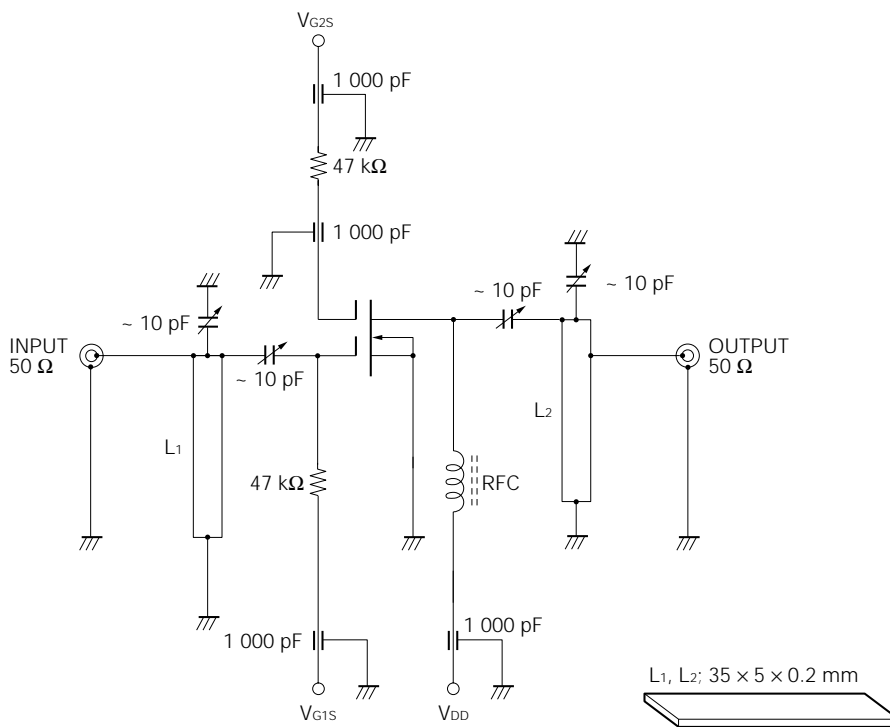 VG2S
1 000 pF
47 kΩ
1 000 pF
~ 10 pF
~ 10 pF
~ 10 pF
INPUT
50 Ω
~ 10 pF
OUTPUT
50 Ω
L1
L2
47 kΩ
RFC
1 000 pF
1 000 pF
VG1S
VDD
L1, L2; 35 × 5 × 0.2 mm